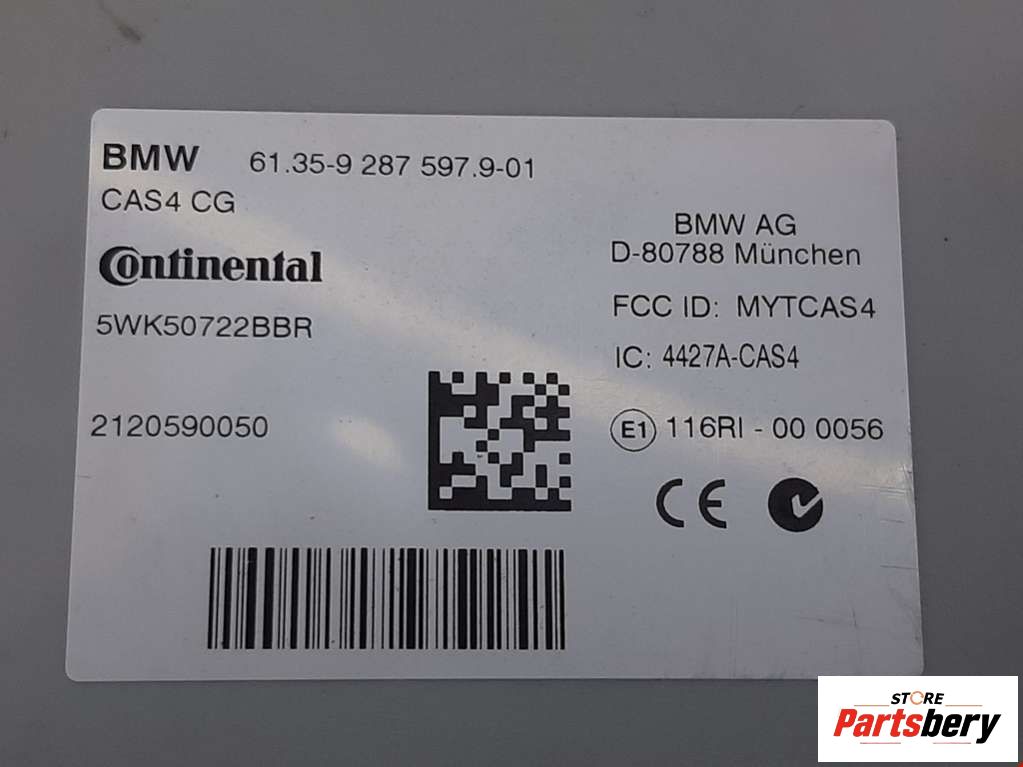 BMW 61.35-9 287 597.9-01
CAS4 CG
Continental
5WK50722BBR
2120590050
BMW AG
D-80788 München
FCC ID: MYTCAS4
IC: 4427A-CAS4
E1 116RI - 00 0056
CE
STORE
Partsbery